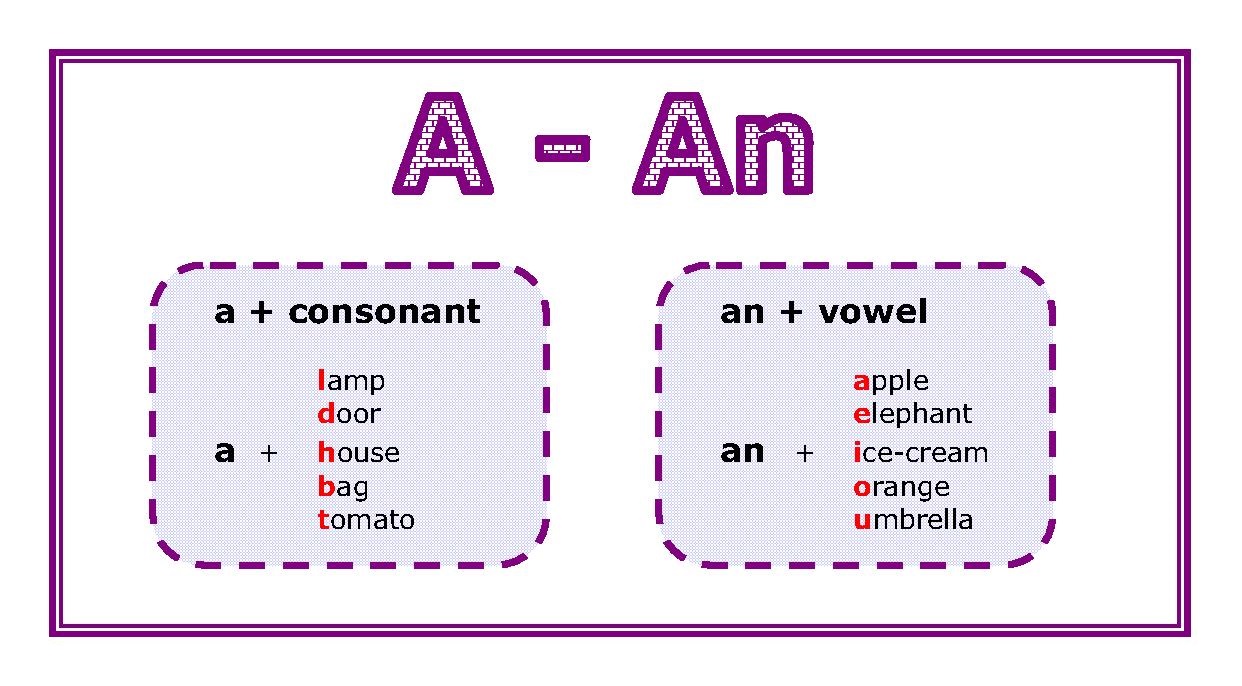 A - An
a + consonant
lamp
door
a + house
bag
tomato
an + vowel
apple
elephant
an + ice-cream
orange
umbrella